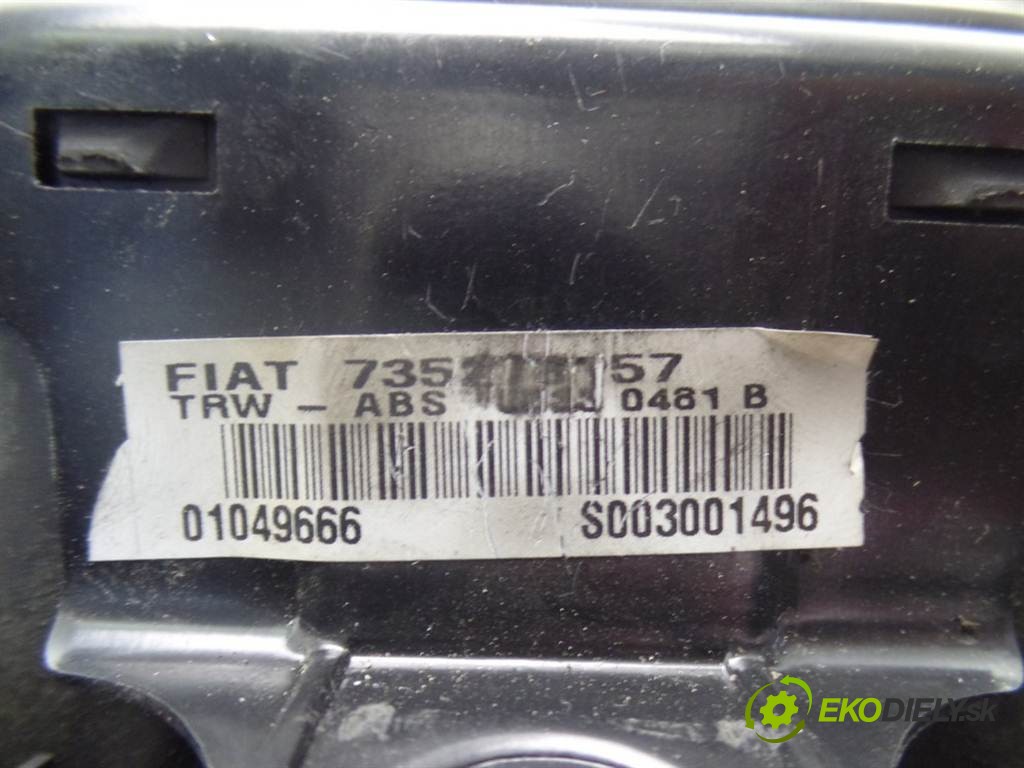 FIAT
TRW - ABS 0481 B
01049666 S003001496
EKODIELY.sk